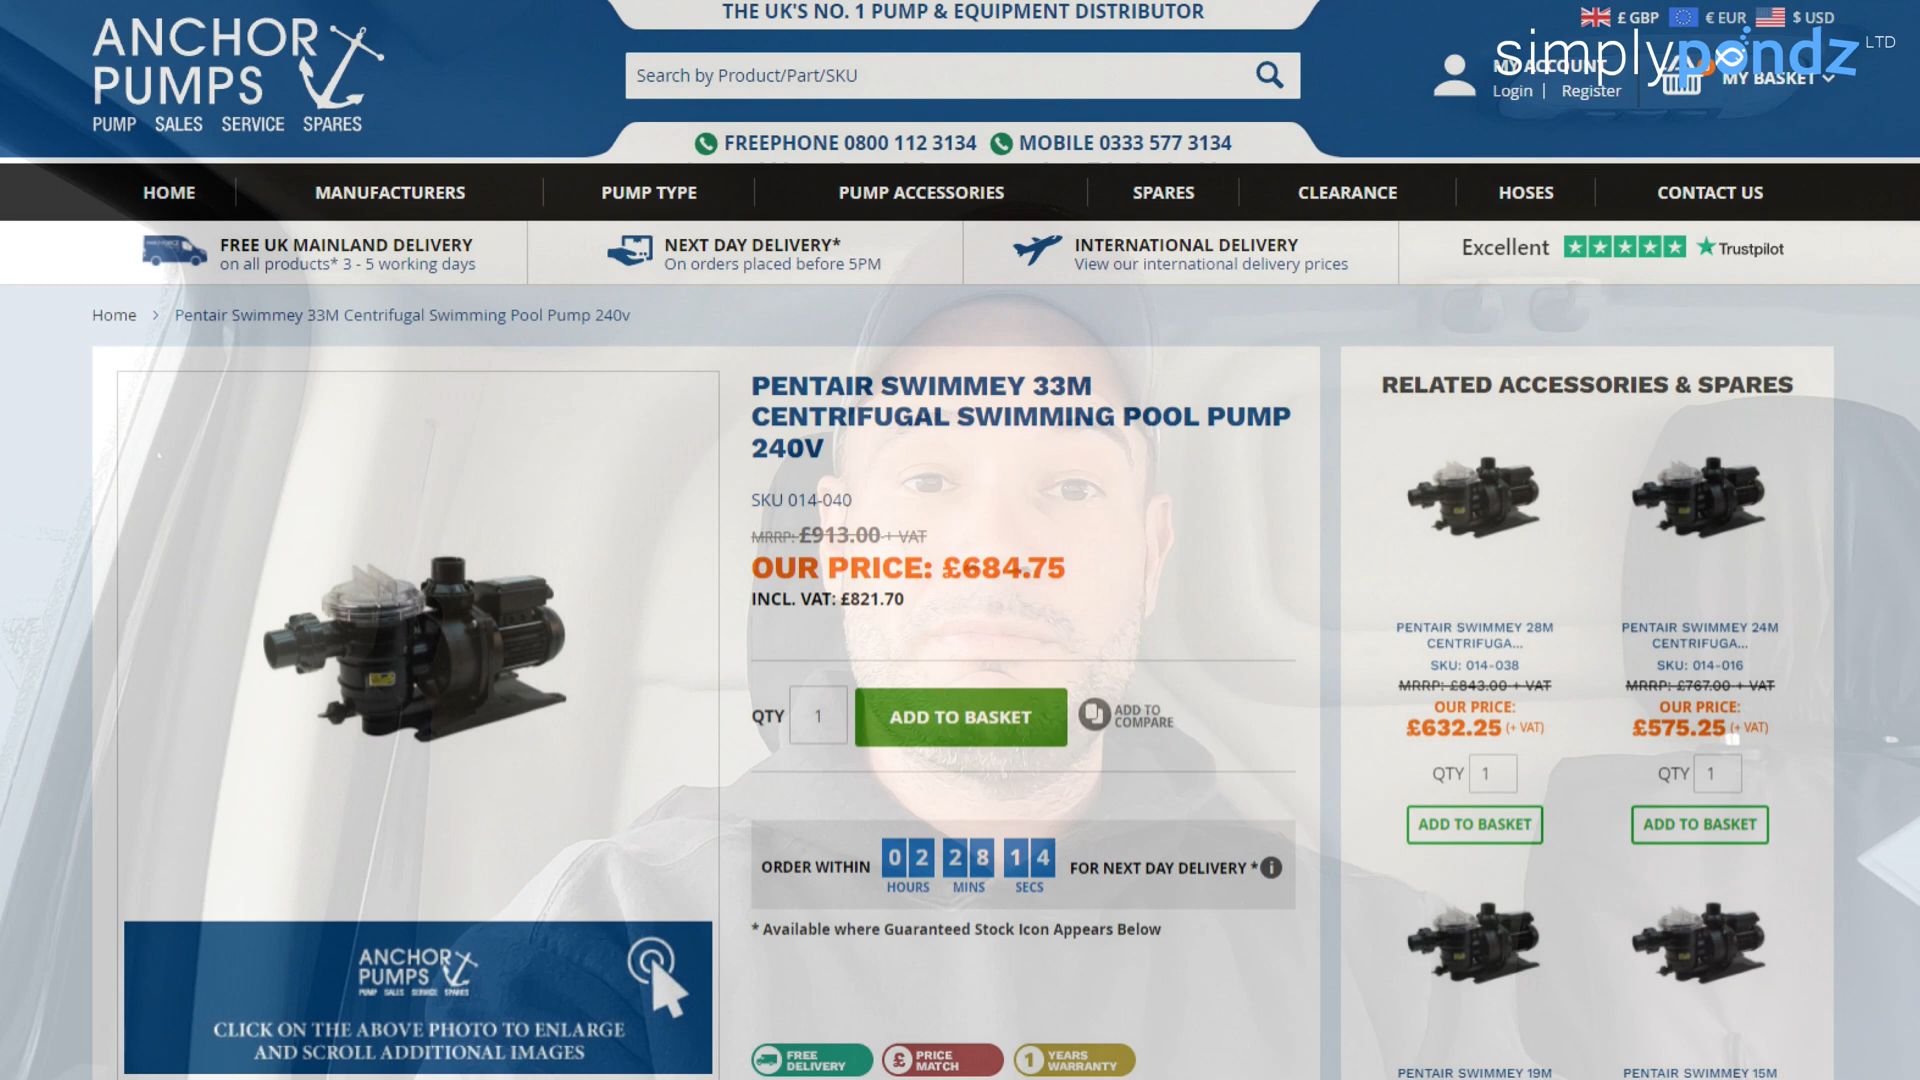 THE UK'S NO. 1 PUMP & EQUIPMENT DISTRIBUTOR
£ GBP
€ EUR
$ USD
ANCHOR
PUMPS
PUMP SALES SERVICE SPARES
Search by Product/Part/SKU
simplypondz LTD
MY ACCOUNT
Login | Register
MY BASKET
FREEPHONE 0800 112 3134
MOBILE 0333 577 3134
HOME
MANUFACTURERS
PUMP TYPE
PUMP ACCESSORIES
SPARES
CLEARANCE
HOSES
CONTACT US
FREE UK MAINLAND DELIVERY
on all products* 3 - 5 working days
NEXT DAY DELIVERY*
On orders placed before 5PM
INTERNATIONAL DELIVERY
View our international delivery prices
Excellent
Trustpilot
Home > Pentair Swimmey 33M Centrifugal Swimming Pool Pump 240v
PENTAIR SWIMMEY 33M
CENTRIFUGAL SWIMMING POOL PUMP
240V
SKU 014-040
MRRP: £913.00 + VAT
OUR PRICE: £684.75
INCL. VAT: £821.70
QTY 1
ADD TO BASKET
ADD TO
COMPARE
ORDER WITHIN
02 28 14
HOURS MINS SECS
FOR NEXT DAY DELIVERY *
* Available where Guaranteed Stock Icon Appears Below
FREE
DELIVERY
£ PRICE
MATCH
1 YEARS
WARRANTY
ANCHOR
PUMPS
PUMP SALES SERVICE SPARES
CLICK ON THE ABOVE PHOTO TO ENLARGE
AND SCROLL ADDITIONAL IMAGES
RELATED ACCESSORIES & SPARES
PENTAIR SWIMMEY 28M
CENTRIFUGA...
SKU: 014-038
MRRP: £843.00 + VAT
OUR PRICE:
£632.25 (+ VAT)
QTY 1
ADD TO BASKET
PENTAIR SWIMMEY 24M
CENTRIFUGA...
SKU: 014-016
MRRP: £767.00 + VAT
OUR PRICE:
£575.25 (+ VAT)
QTY 1
ADD TO BASKET
PENTAIR SWIMMEY 19M
PENTAIR SWIMMEY 15M